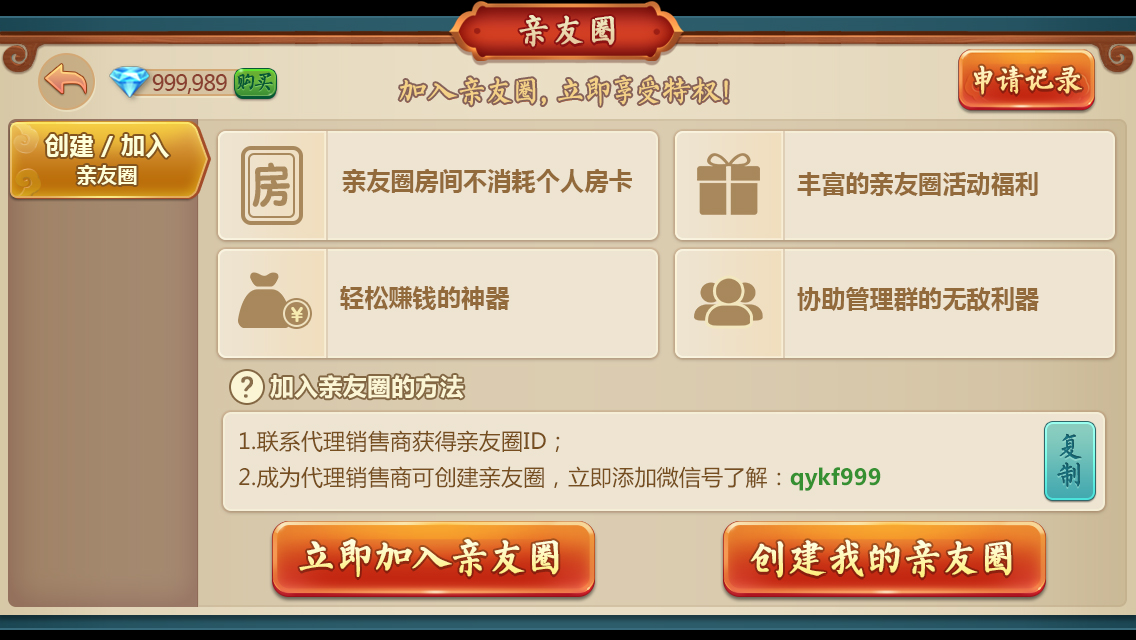 亲友圈
999,989
购买
加入亲友圈, 立即享受特权!
申请记录
创建 / 加入
亲友圈
房
亲友圈房间不消耗个人房卡
丰富的亲友圈活动福利
¥
轻松赚钱的神器
协助管理群的无敌利器
? 加入亲友圈的方法
1.联系代理销售商获得亲友圈ID；
2.成为代理销售商可创建亲友圈，立即添加微信号了解：qykf999
复制
立即加入亲友圈
创建我的亲友圈